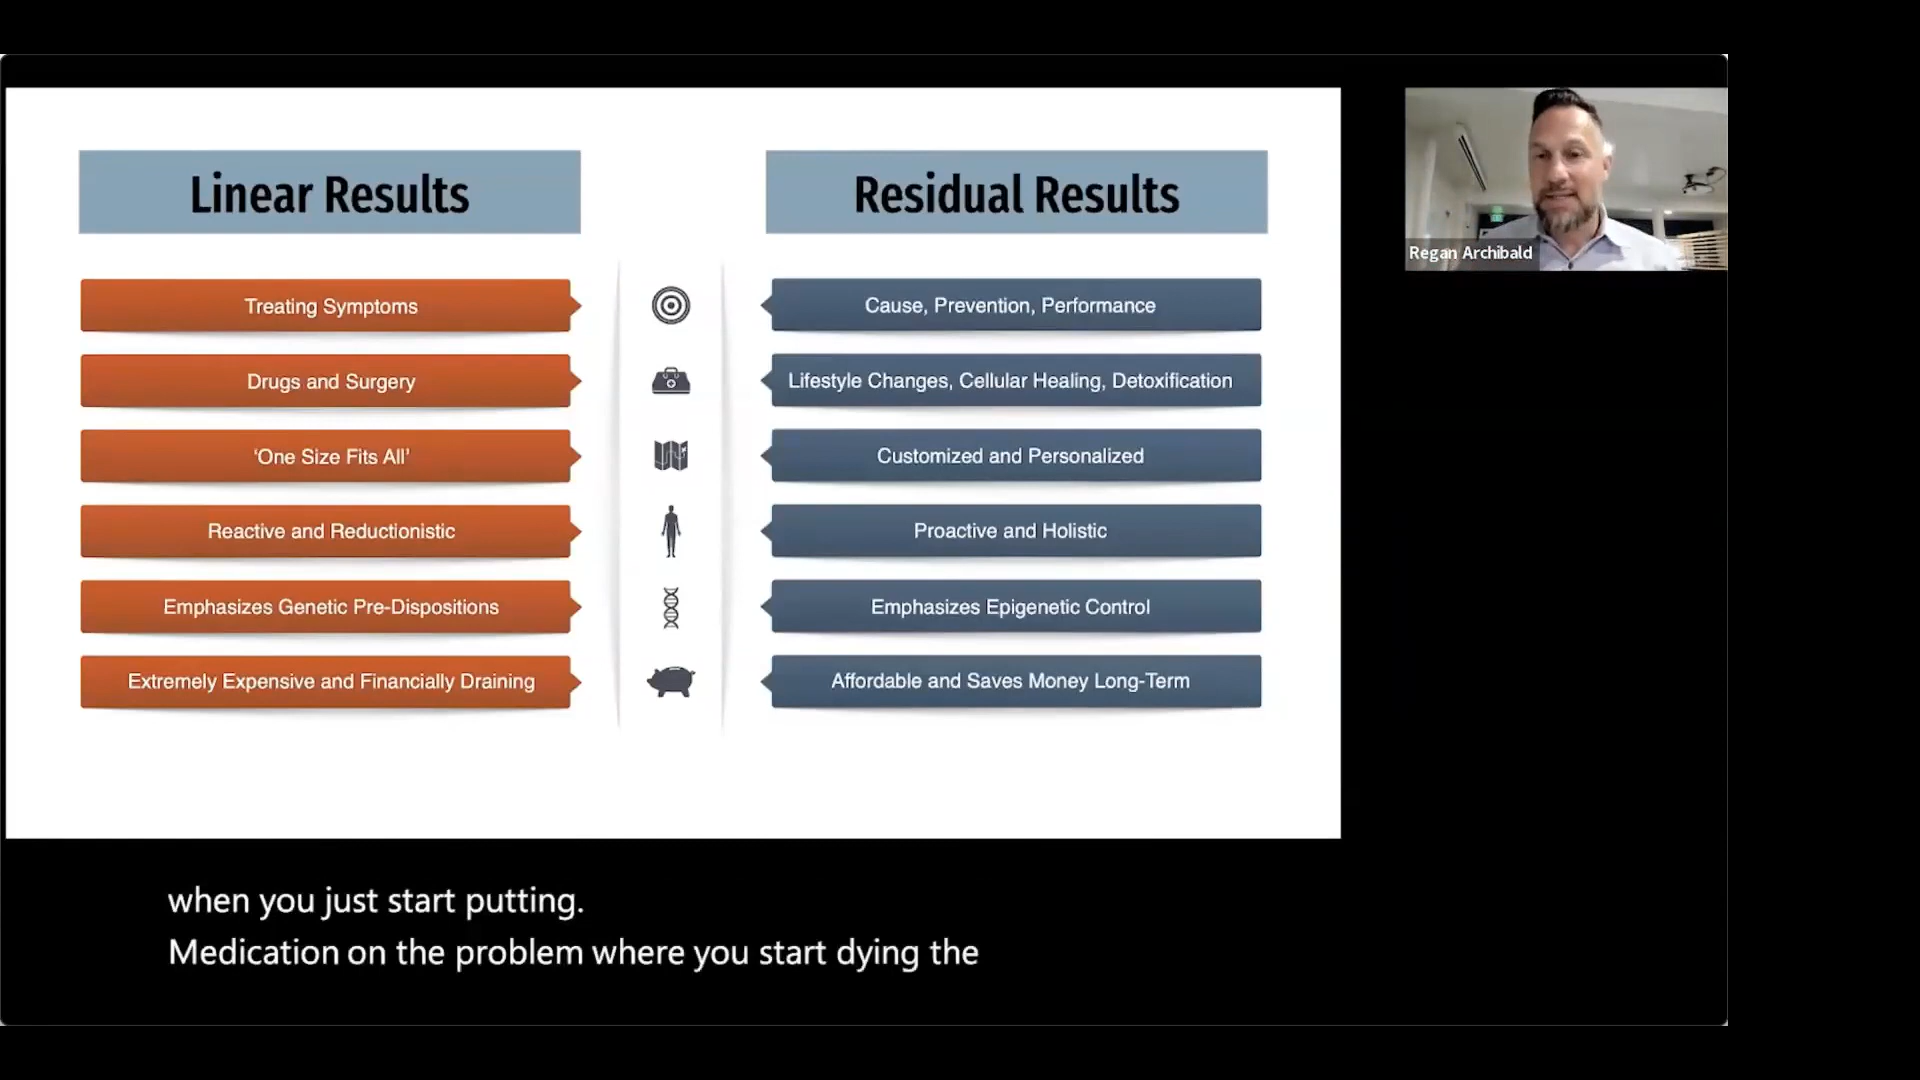 Linear Results
Residual Results
Treating Symptoms
Cause, Prevention, Performance
Drugs and Surgery
Lifestyle Changes, Cellular Healing, Detoxification
‘One Size Fits All’
Customized and Personalized
Reactive and Reductionistic
Proactive and Holistic
Emphasizes Genetic Pre-Dispositions
Emphasizes Epigenetic Control
Extremely Expensive and Financially Draining
Affordable and Saves Money Long-Term
Regan Archibald
when you just start putting.
Medication on the problem where you start dying the